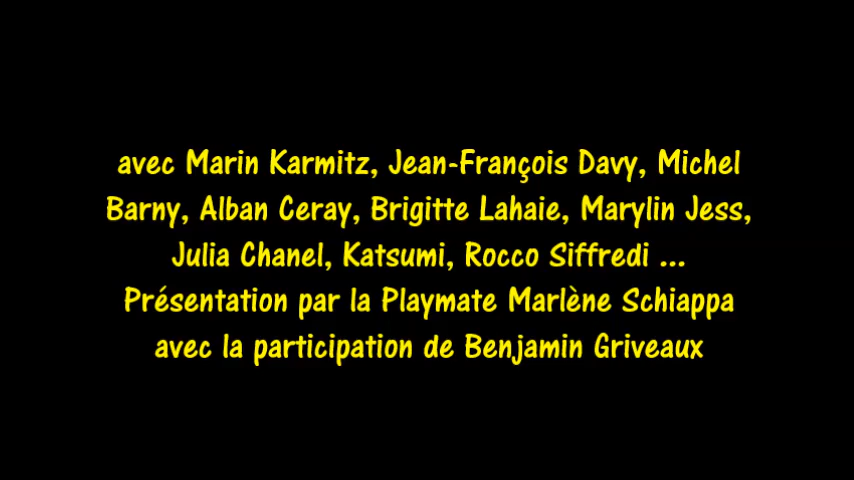 avec Marin Karmitz, Jean-François Davy, Michel
Barny, Alban Ceray, Brigitte Lahaie, Marylin Jess,
Julia Chanel, Katsumi, Rocco Siffredi ...
Présentation par la Playmate Marlène Schiappa
avec la participation de Benjamin Griveaux